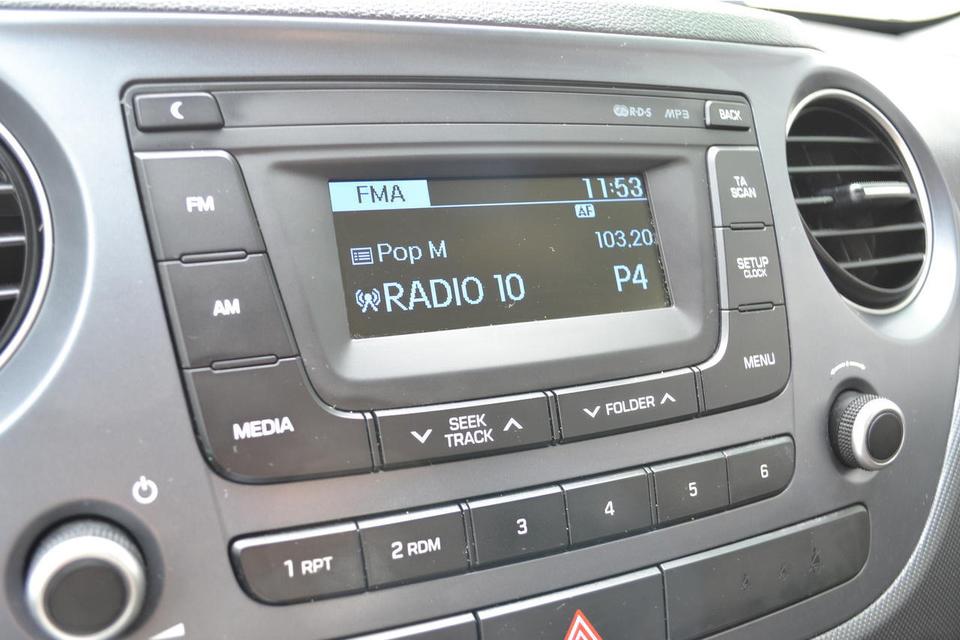 R·D·S MP3 BACK
FM
AM
MEDIA
FMA 11:53
AF
Pop M 103,20
RADIO 10 P4
TA
SCAN
SETUP
CLOCK
MENU
SEEK
TRACK
FOLDER
1 RPT 2 RDM 3 4 5 6